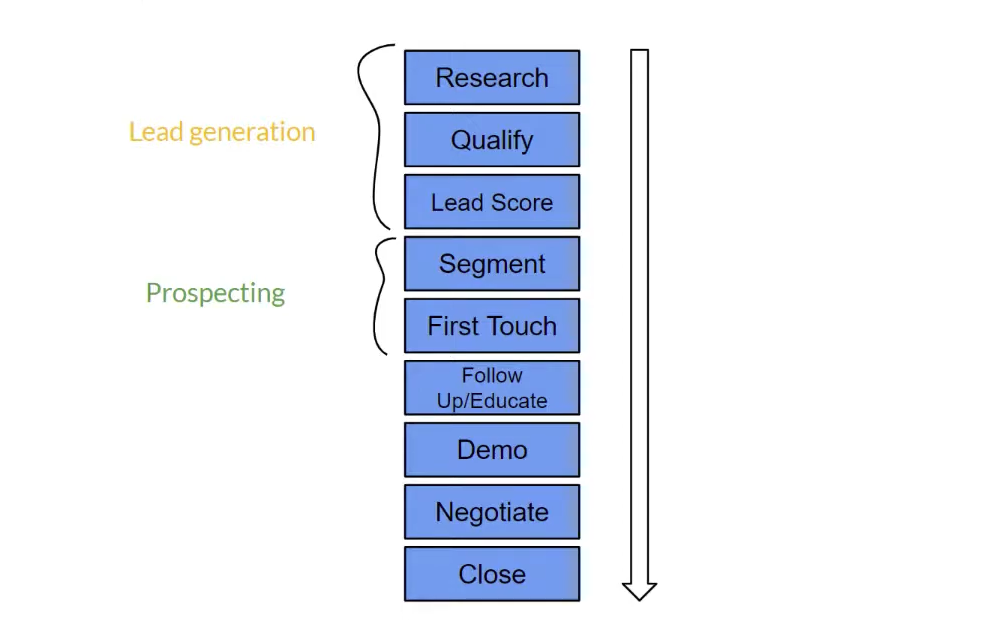 Research
Lead generation
Qualify
Lead Score
Segment
Prospecting
First Touch
Follow
Up/Educate
Demo
Negotiate
Close